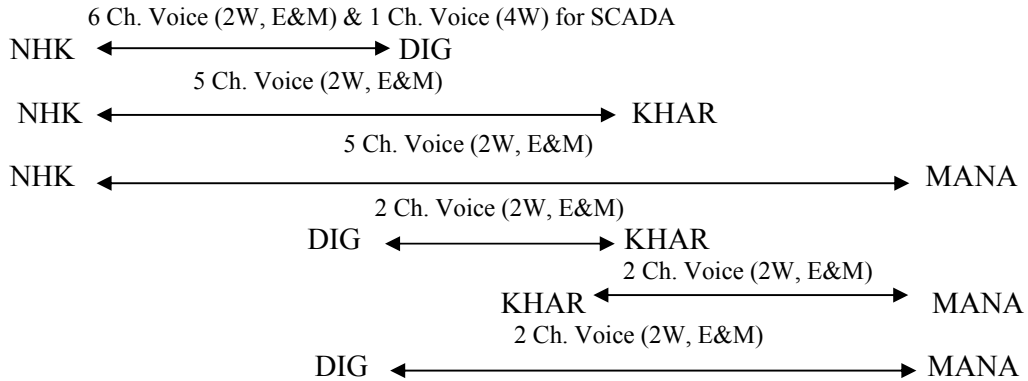 6 Ch. Voice (2W, E&M) & 1 Ch. Voice (4W) for SCADA
NHK DIG
5 Ch. Voice (2W, E&M)
NHK KHAR
5 Ch. Voice (2W, E&M)
NHK MANA
2 Ch. Voice (2W, E&M)
DIG KHAR
2 Ch. Voice (2W, E&M)
KHAR MANA
2 Ch. Voice (2W, E&M)
DIG MANA